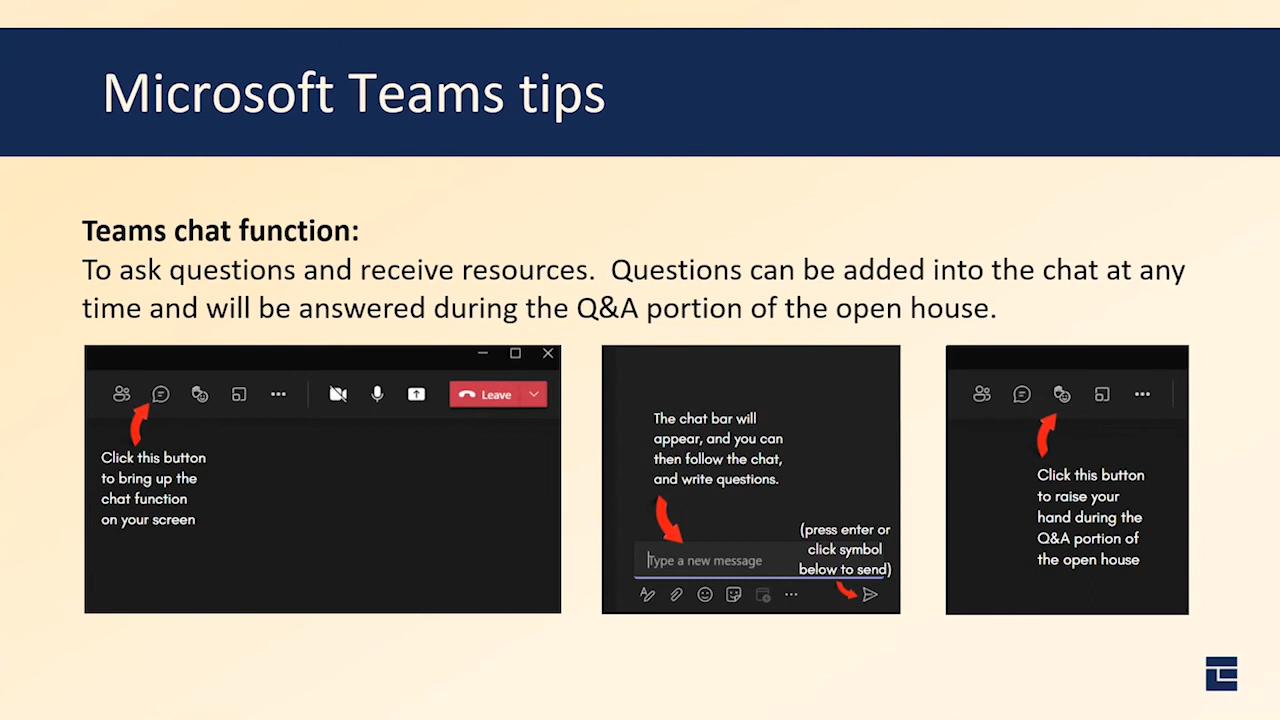 Microsoft Teams tips
Teams chat function:
To ask questions and receive resources.  Questions can be added into the chat at any
time and will be answered during the Q&A portion of the open house.
Leave
Click this button
to bring up the
chat function
on your screen
The chat bar will
appear, and you can
then follow the chat,
and write questions.
(press enter or
click symbol
below to send)
Type a new message
Click this button
to raise your
hand during the
Q&A portion of
the open house